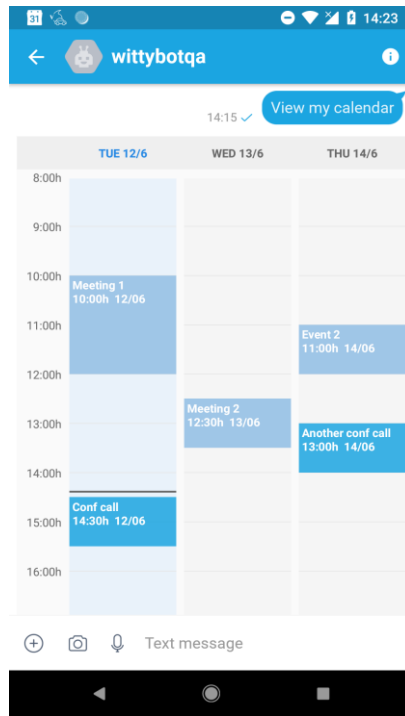 31
14:23
wittybotqa
View my calendar
14:15
TUE 12/6 WED 13/6 THU 14/6
8:00h
9:00h
10:00h
Meeting 1
10:00h 12/06
11:00h
Event 2
11:00h 14/06
12:00h
Meeting 2
12:30h 13/06
13:00h
Another conf call
13:00h 14/06
14:00h
Conf call
14:30h 12/06
15:00h
16:00h
Text message